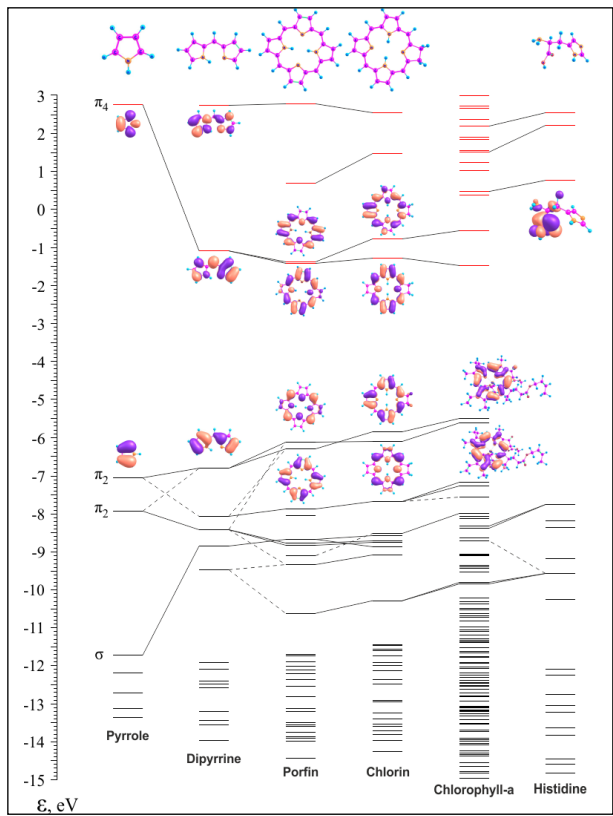 3
π₄
2
1
0
-1
-2
-3
-4
-5
-6
-7
π₂
π₂
-8
-9
-10
-11
σ
-12
-13
-14
-15
Pyrrole
Dipyrrine
Porfin
Chlorin
Chlorophyll-a
Histidine
ε, eV